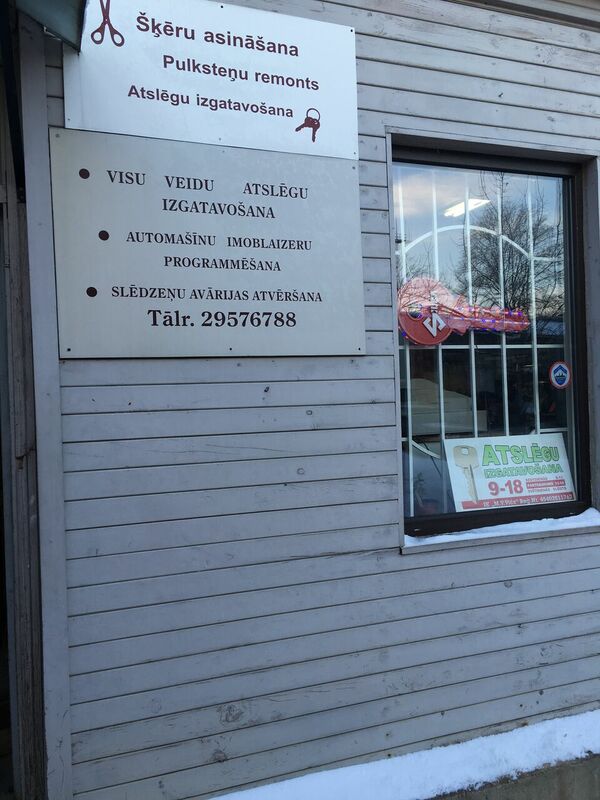 Šķēru asināšana
Pulksteņu remonts
Atslēgu izgatavošana
VISU VEIDU ATSLĒGU
IZGATAVOŠANA
AUTOMAŠĪNU IMOBLAIZERU
PROGRAMMĒŠANA
SLĒDZEŅU AVĀRIJAS ATVĒRŠANA
Tālr. 29576788
ATSLĒGU
IZGATAVOŠANA
9-18